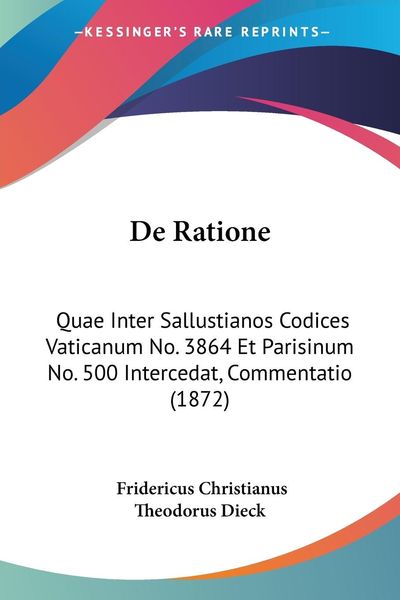 KESSINGER'S RARE REPRINTS
De Ratione
Quae Inter Sallustianos Codices
Vaticanum No. 3864 Et Parisinum
No. 500 Intercedat, Commentatio
(1872)
Fridericus Christianus
Theodorus Dieck